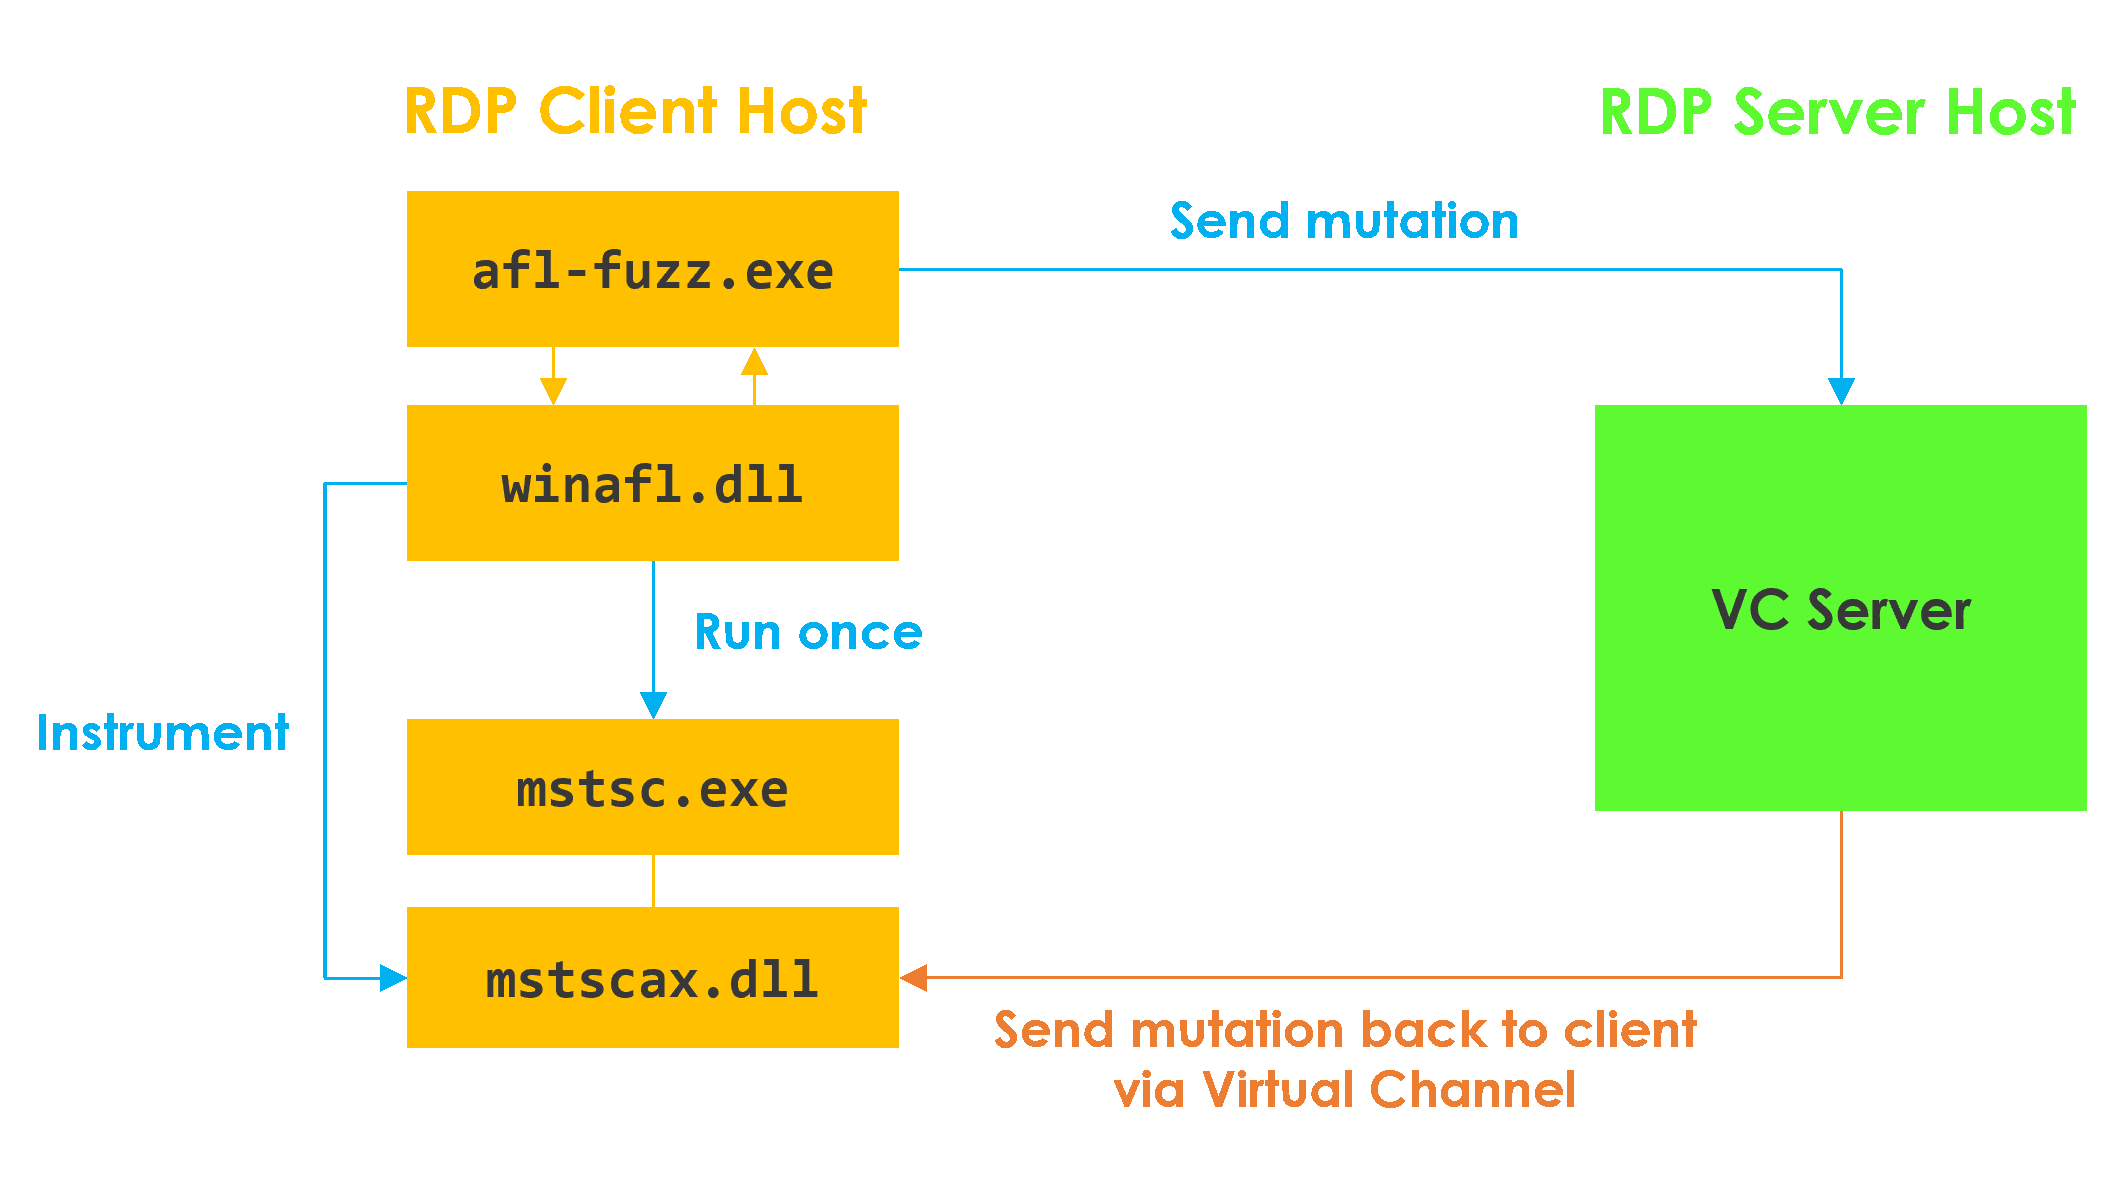 RDP Client Host
RDP Server Host
Send mutation
afl-fuzz.exe
winafl.dll
Run once
VC Server
Instrument
mstsc.exe
mstscax.dll
Send mutation back to client
via Virtual Channel